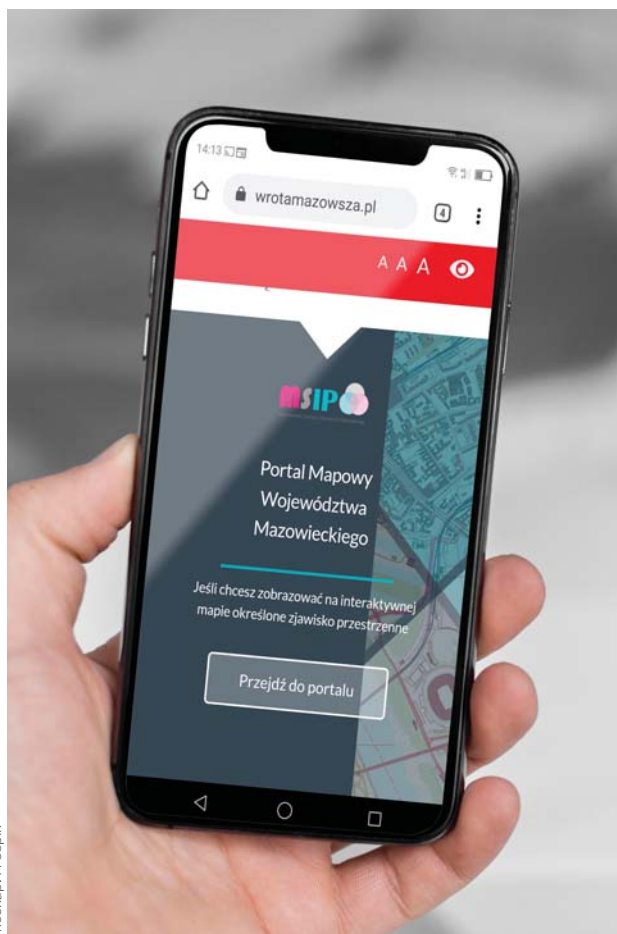 14:13
wrotamazowsza.pl
4
A A A
MSIP
Portal Mapowy
Województwa
Mazowieckiego
Jeśli chcesz zobrazować na interaktywnej
mapie określone zjawisko przestrzenne
Przejdź do portalu